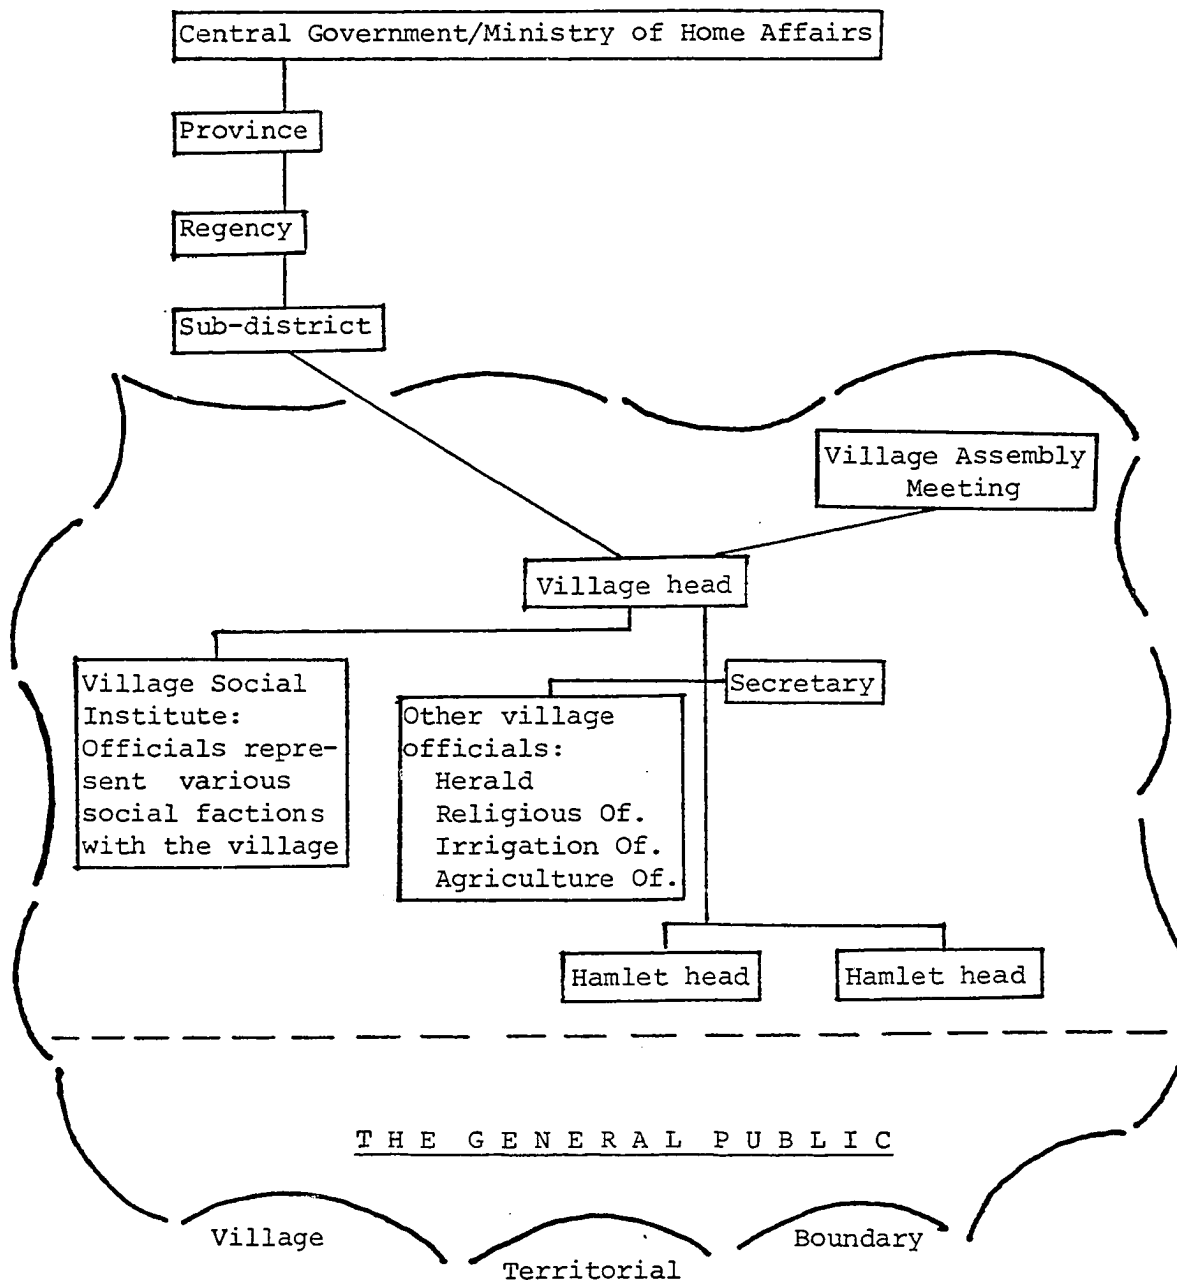 Central Government/Ministry of Home Affairs
Province
Regency
Sub-district
Village Assembly
Meeting
Village head
Village Social
Institute:
Officials repre-
sent various
social factions
with the village
Secretary
Other village
officials:
Herald
Religious Of.
Irrigation Of.
Agriculture Of.
Hamlet head
Hamlet head
THE GENERAL PUBLIC
Village
Territorial
Boundary